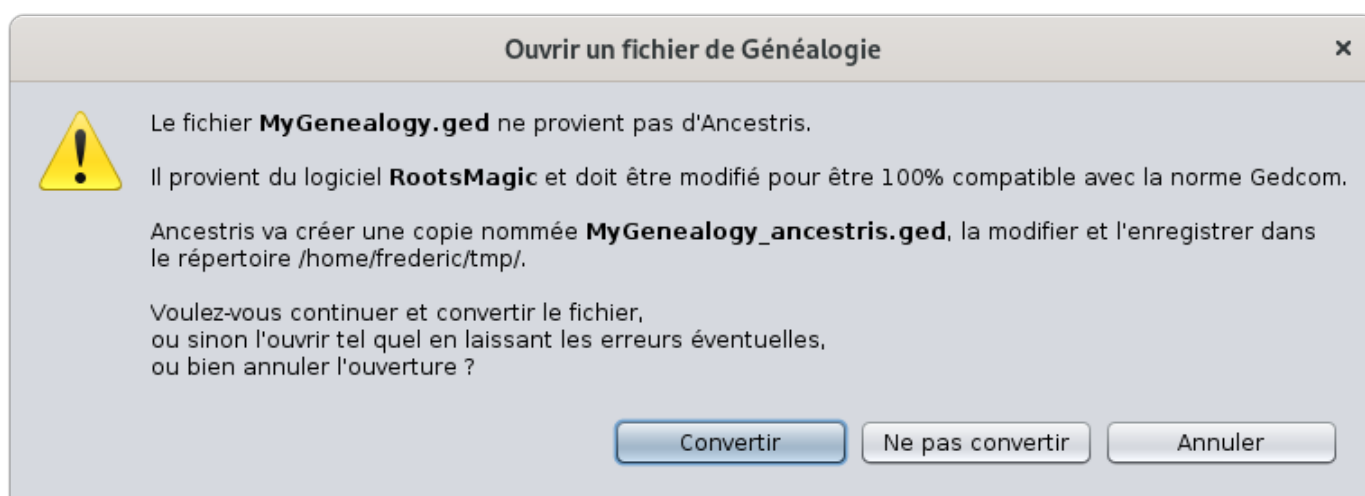 Ouvrir un fichier de Généalogie
Le fichier MyGenealogy.ged ne provient pas d'Ancestris.
Il provient du logiciel RootsMagic et doit être modifié pour être 100% compatible avec la norme Gedcom.
Ancestris va créer une copie nommée MyGenealogy_ancestris.ged, la modifier et l'enregistrer dans
le répertoire /home/frederic/tmp/.
Voulez-vous continuer et convertir le fichier,
ou sinon l'ouvrir tel quel en laissant les erreurs éventuelles,
ou bien annuler l'ouverture ?
Convertir
Ne pas convertir
Annuler